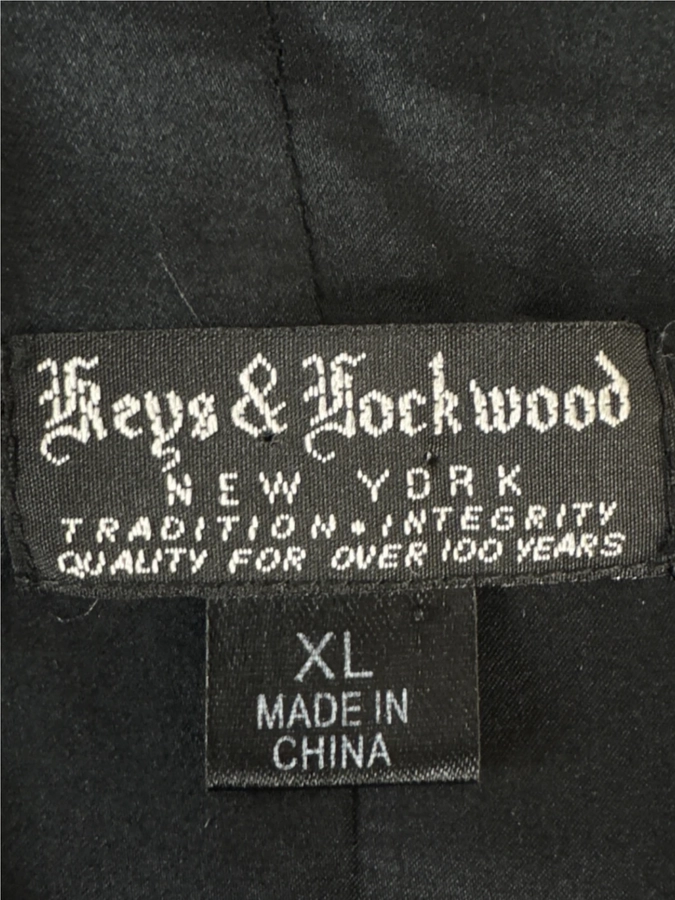 Keys & Lockwood
NEW YORK
TRADITION • INTEGRITY
QUALITY FOR OVER 100 YEARS
XL
MADE IN
CHINA